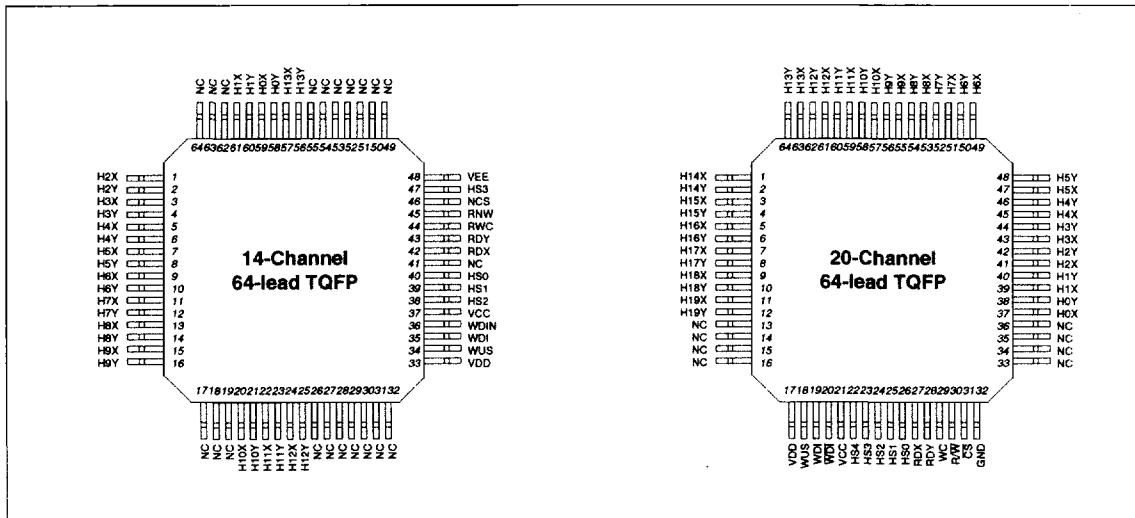 NC NC NC H1X H1Y H0X H0Y H13X H13Y NC NC NC NC NC NC NC
64 63 62 61 60 59 58 57 56 55 54 53 52 51 50 49
H2X 1
H2Y 2
H3X 3
H3Y 4
H4X 5
H4Y 6
H5X 7
H5Y 8
H6X 9
H6Y 10
H7X 11
H7Y 12
H8X 13
H8Y 14
H9X 15
H9Y 16
14-Channel
64-lead TQFP
48 VEE
47 HS3
46 NCS
45 RNW
44 RWC
43 RDY
42 RDX
41 NC
40 HS0
39 HS1
38 HS2
37 VCC
36 WDIN
35 WDI
34 WUS
33 VDD
17 18 19 20 21 22 23 24 25 26 27 28 29 30 31 32
NC NC NC H10X H10Y H11X H11Y H12X H12Y NC NC NC NC NC NC NC
H13Y H13X H12Y H12X H11Y H11X H10Y H10X H9Y H9X H8Y H8X H7Y H7X H6Y H6X
64 63 62 61 60 59 58 57 56 55 54 53 52 51 50 49
H14X 1
H14Y 2
H15X 3
H15Y 4
H16X 5
H16Y 6
H17X 7
H17Y 8
H18X 9
H18Y 10
H19X 11
H19Y 12
NC 13
NC 14
NC 15
NC 16
20-Channel
64-lead TQFP
48 H5Y
47 H5X
46 H4Y
45 H4X
44 H3Y
43 H3X
42 H2Y
41 H2X
40 H1Y
39 H1X
38 H0Y
37 H0X
36 NC
35 NC
34 NC
33 NC
17 18 19 20 21 22 23 24 25 26 27 28 29 30 31 32
VDD WUS WDI W̅D̅I̅ VCC HS4 HS3 HS2 HS1 HS0 RDX RDY WC R/W̅ C̅S̅ GND